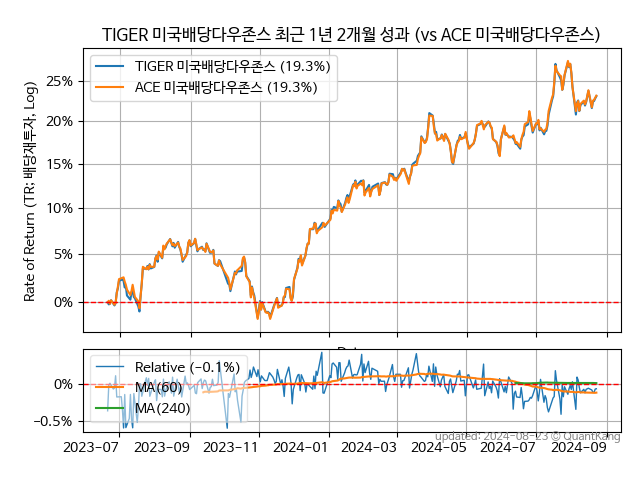 TIGER 미국배당다우존스 최근 1년 2개월 성과 (vs ACE 미국배당다우존스)
Rate of Return (TR: 배당재투자, Log)
TIGER 미국배당다우존스 (19.3%)
ACE 미국배당다우존스 (19.3%)
25%
20%
15%
10%
5%
0%
Relative (−0.1%)
MA(60)
MA(240)
0%
−0.5%
2023−07
2023−09
2023−11
2024−01
2024−03
2024−05
2024−07
2024−09
updated: 2024−08−23 © QuantKang